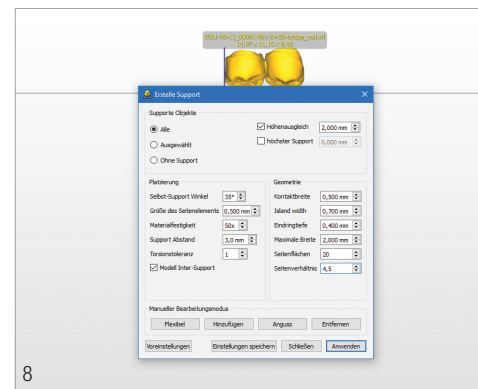 Erstelle Support
Supporte Objekte
Alle
Ausgewählt
Ohne Support
Höhenausgleich 2,000 mm
höchster Support 0,000 mm
Platzierung
Selbst-Support Winkel 35°
Größe des Seitenelements 0,500 mm
Materialfestigkeit 50x
Support Abstand 3,0 mm
Torsionstoleranz 1
Modell Inter-Support
Geometrie
Kontaktbreite 0,500 mm
Island width 0,700 mm
Eindringtiefe 0,400 mm
Maximale Breite 2,000 mm
Seitenflächen 20
Seitenverhältnis 4,5
Manueller Bearbeitungsmodus
Flexibel Hinzufügen Anguss Entfernen
Voreinstellungen Einstellungen speichern Schließen Anwenden
8